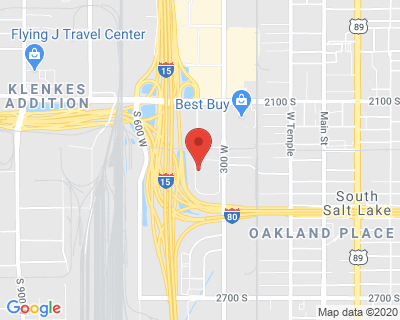 Flying J Travel Center
89
15
KLENKES
ADDITION
Best Buy
2100 S
2100 S
S 600 W
300 W
W Temple
Main St
15
South
Salt Lake
80
OAKLAND PLACE
89
S 900
2700 S
2700 S
Google
Map data ©2020